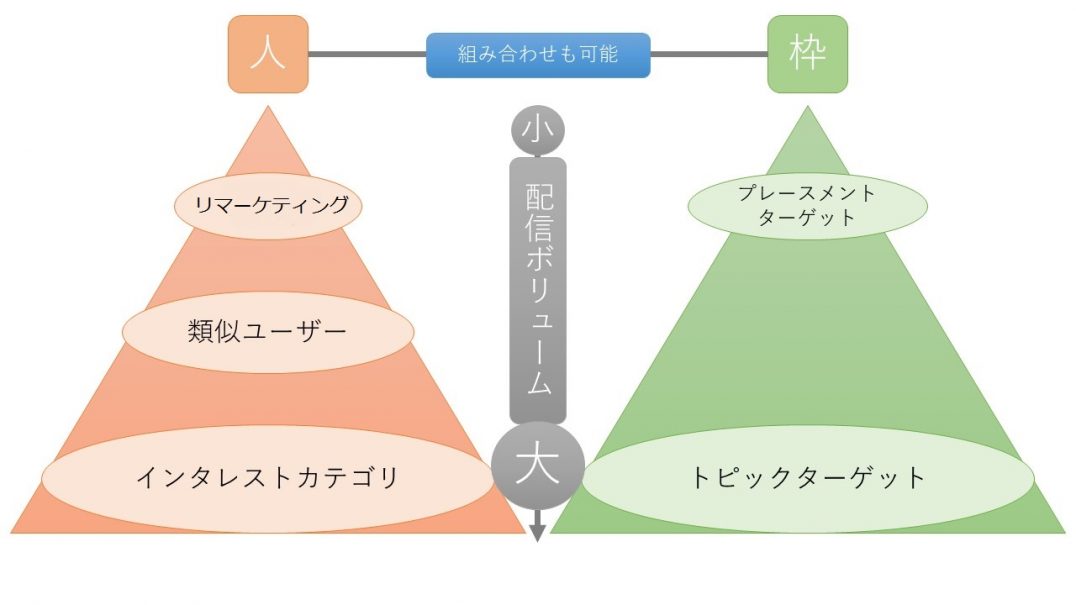 人
組み合わせも可能
枠
小
配信ボリューム
大
リマーケティング
類似ユーザー
インタレストカテゴリ
プレースメント
ターゲット
トピックターゲット